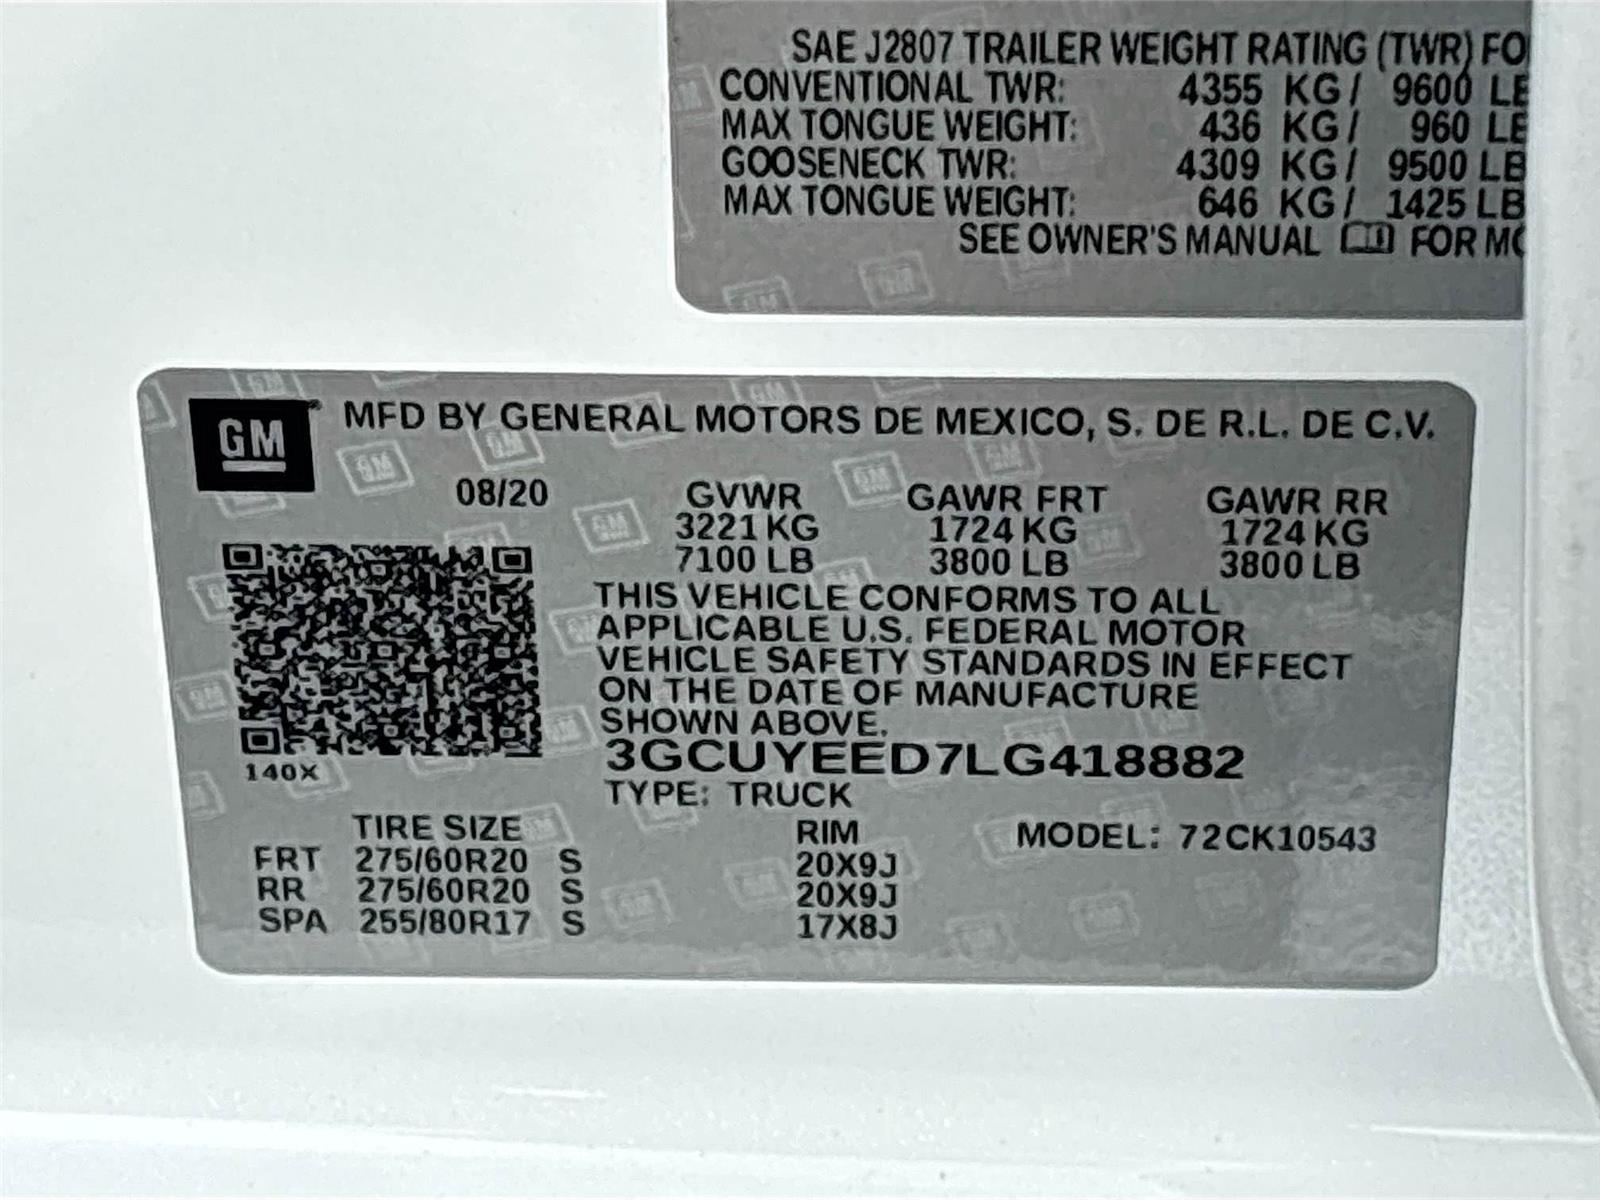 SAE J2807 TRAILER WEIGHT RATING (TWR) FO
CONVENTIONAL TWR: 4355 KG/ 9600 LB
MAX TONGUE WEIGHT: 436 KG/ 960 LB
GOOSENECK TWR: 4309 KG/ 9500 LB
MAX TONGUE WEIGHT: 646 KG/ 1425 LB
SEE OWNER'S MANUAL FOR MO
GM MFD BY GENERAL MOTORS DE MEXICO, S. DE R.L. DE C.V.
08/20 GVWR GAWR FRT GAWR RR
3221 KG 1724 KG 1724 KG
7100 LB 3800 LB 3800 LB
THIS VEHICLE CONFORMS TO ALL
APPLICABLE U.S. FEDERAL MOTOR
VEHICLE SAFETY STANDARDS IN EFFECT
ON THE DATE OF MANUFACTURE
SHOWN ABOVE.
3GCUYEED7LG418882
140X
TYPE: TRUCK
TIRE SIZE RIM MODEL: 72CK10543
FRT 275/60R20 S 20X9J
RR 275/60R20 S 20X9J
SPA 255/80R17 S 17X8J